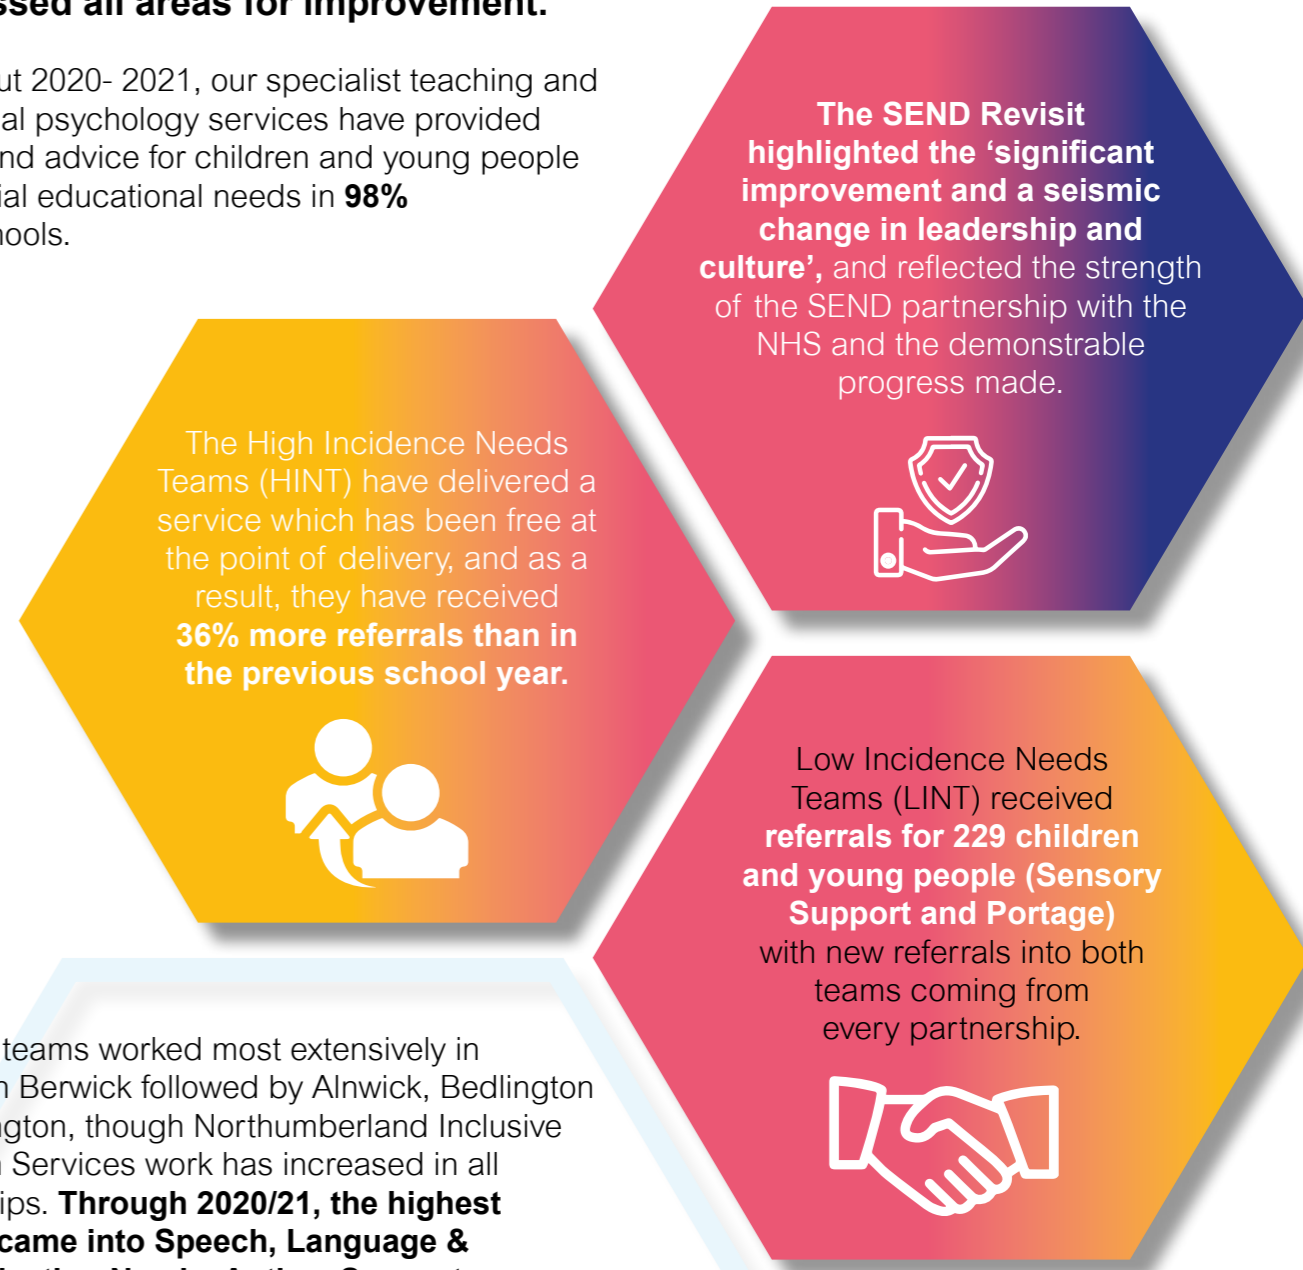 ssed all areas for improvement.
ut 2020- 2021, our specialist teaching and
al psychology services have provided
nd advice for children and young people
ial educational needs in 98%
hools.
The SEND Revisit
highlighted the ‘significant
improvement and a seismic
change in leadership and
culture’, and reflected the strength
of the SEND partnership with the
NHS and the demonstrable
progress made.
The High Incidence Needs
Teams (HINT) have delivered a
service which has been free at
the point of delivery, and as a
result, they have received
36% more referrals than in
the previous school year.
Low Incidence Needs
Teams (LINT) received
referrals for 229 children
and young people (Sensory
Support and Portage)
with new referrals into both
teams coming from
every partnership.
teams worked most extensively in
n Berwick followed by Alnwick, Bedlington
ngton, though Northumberland Inclusive
n Services work has increased in all
ips. Through 2020/21, the highest
came into Speech, Language &